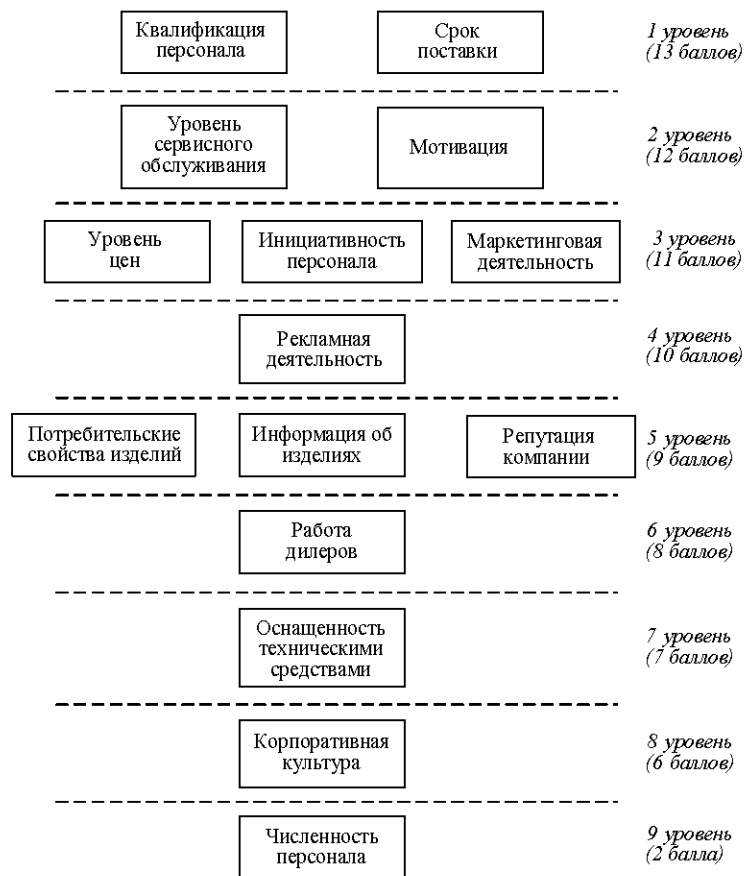 Квалификация
персонала
Срок
поставки
1 уровень
(13 баллов)
Уровень
сервисного
обслуживания
Мотивация
2 уровень
(12 баллов)
Уровень
цен
Инициативность
персонала
Маркетинговая
деятельность
3 уровень
(11 баллов)
Рекламная
деятельность
4 уровень
(10 баллов)
Потребительские
свойства изделий
Информация об
изделиях
Репутация
компании
5 уровень
(9 баллов)
Работа
дилеров
6 уровень
(8 баллов)
Оснащенность
техническими
средствами
7 уровень
(7 баллов)
Корпоративная
культура
8 уровень
(6 баллов)
Численность
персонала
9 уровень
(2 балла)